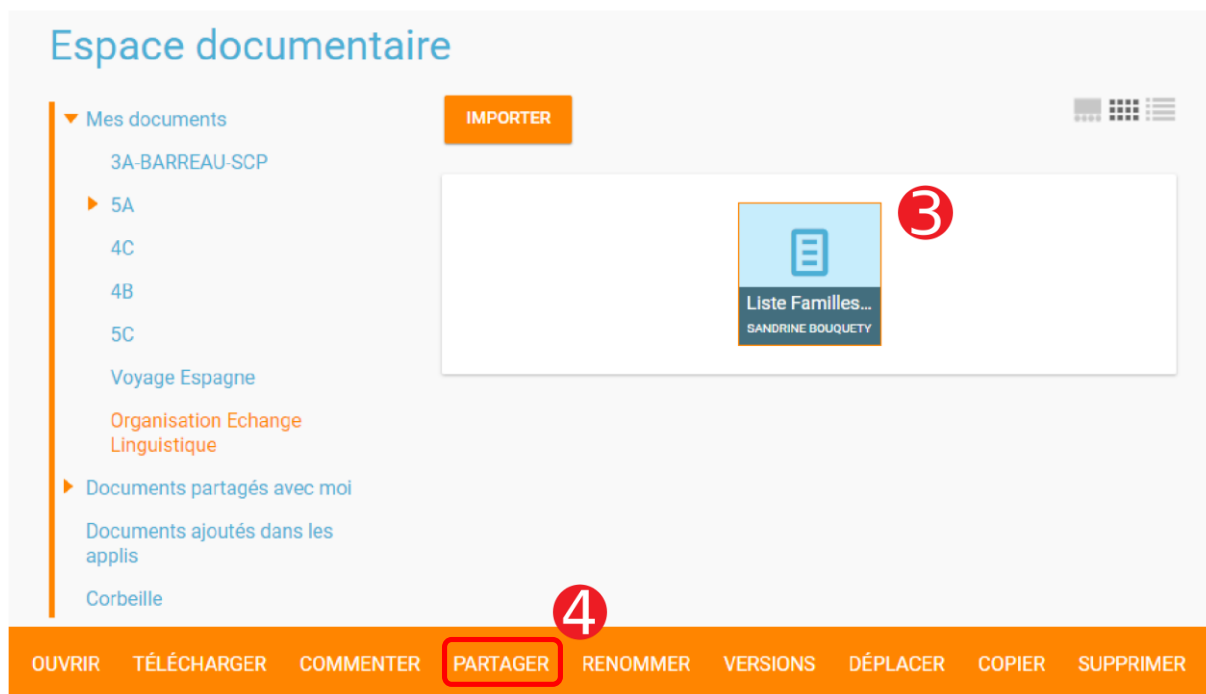 Espace documentaire
Mes documents
3A-BARREAU-SCP
5A
4C
4B
5C
Voyage Espagne
Organisation Echange
Linguistique
Documents partagés avec moi
Documents ajoutés dans les
applis
Corbeille
IMPORTER
3
Liste Familles...
SANDRINE BOUQUETY
4
OUVRIR TÉLÉCHARGER COMMENTER PARTAGER RENOMMER VERSIONS DÉPLACER COPIER SUPPRIMER